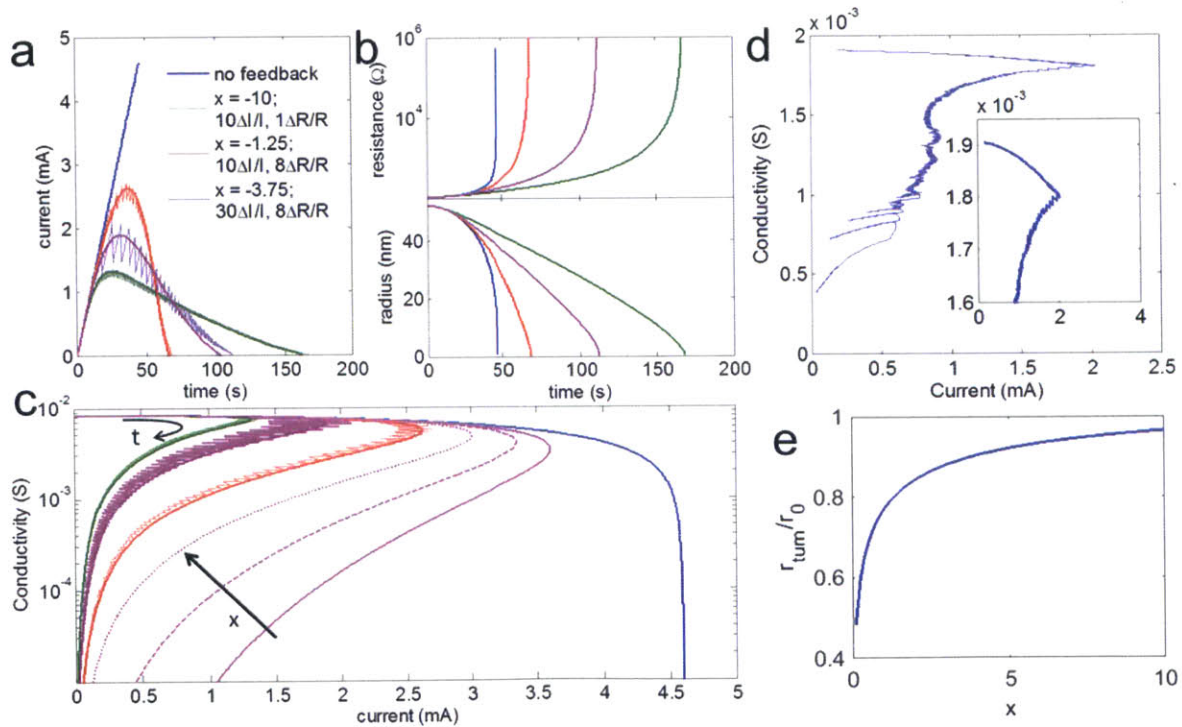 a
5
4
3
2
1
0
current (mA)
0
50
100
150
200
time (s)
no feedback
x = -10;
10ΔI/I, 1ΔR/R
x = -1.25;
10ΔI/I, 8ΔR/R
x = -3.75;
30ΔI/I, 8ΔR/R
b
10^6
10^4
resistance (Ω)
40
20
0
radius (nm)
0
50
100
150
200
time (s)
d
x 10^-3
2
1.5
1
0.5
0
Conductivity (S)
0
0.5
1
1.5
2
2.5
Current (mA)
x 10^-3
1.9
1.8
1.7
1.6
0
2
4
c
10^-2
10^-3
10^-4
Conductivity (S)
t
x
0
0.5
1
1.5
2
2.5
3
3.5
4
4.5
5
current (mA)
e
1
0.8
0.6
0.4
r_turn/r_0
0
5
10
x